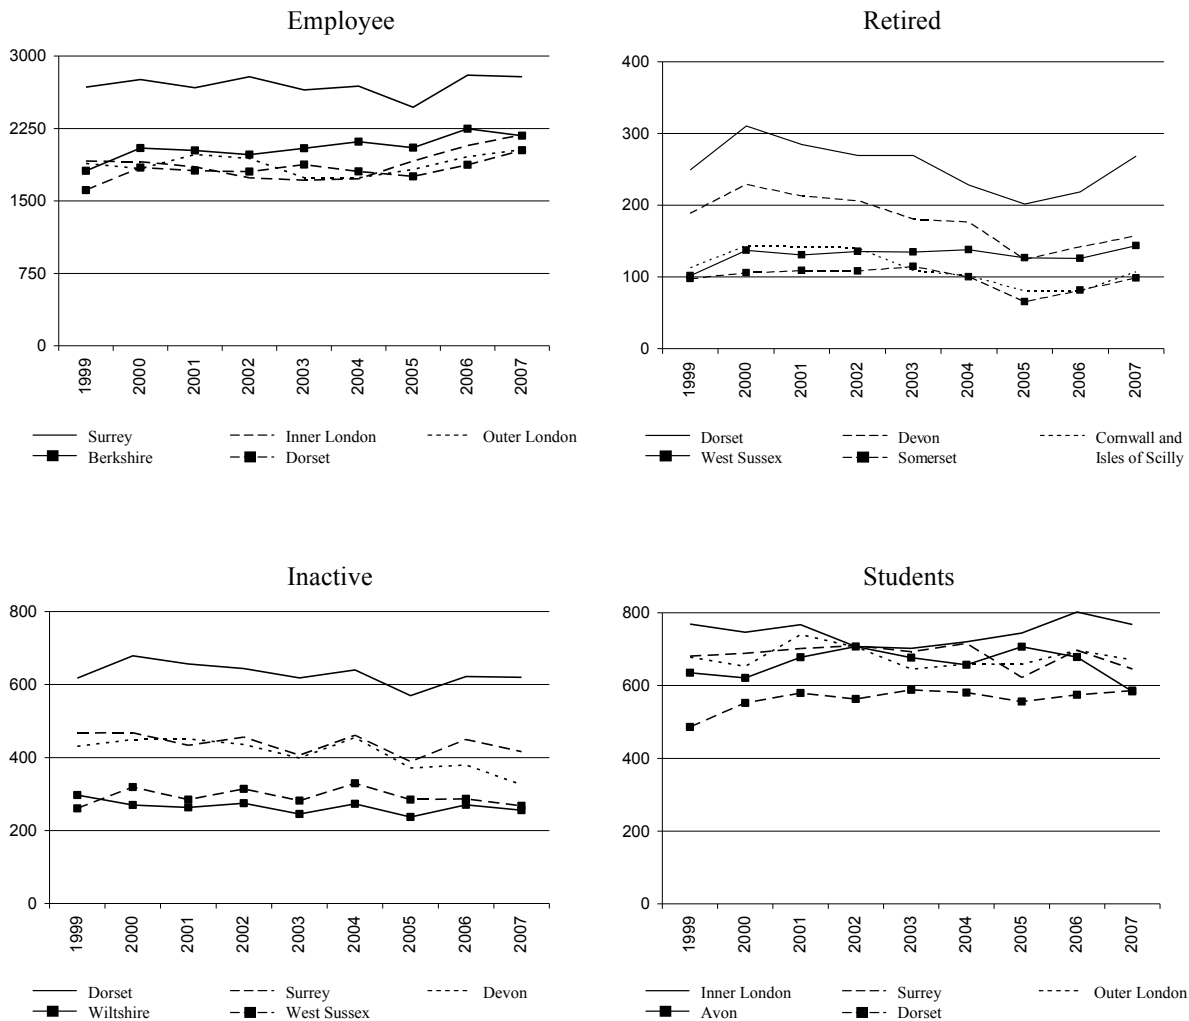 Employee
3000
2250
1500
750
0
1999
2000
2001
2002
2003
2004
2005
2006
2007
Surrey
Inner London
Outer London
Berkshire
Dorset
Retired
400
300
200
100
0
1999
2000
2001
2002
2003
2004
2005
2006
2007
Dorset
Devon
Cornwall and
Isles of Scilly
West Sussex
Somerset
Inactive
800
600
400
200
0
1999
2000
2001
2002
2003
2004
2005
2006
2007
Dorset
Surrey
Devon
Wiltshire
West Sussex
Students
800
600
400
200
0
1999
2000
2001
2002
2003
2004
2005
2006
2007
Inner London
Surrey
Outer London
Avon
Dorset